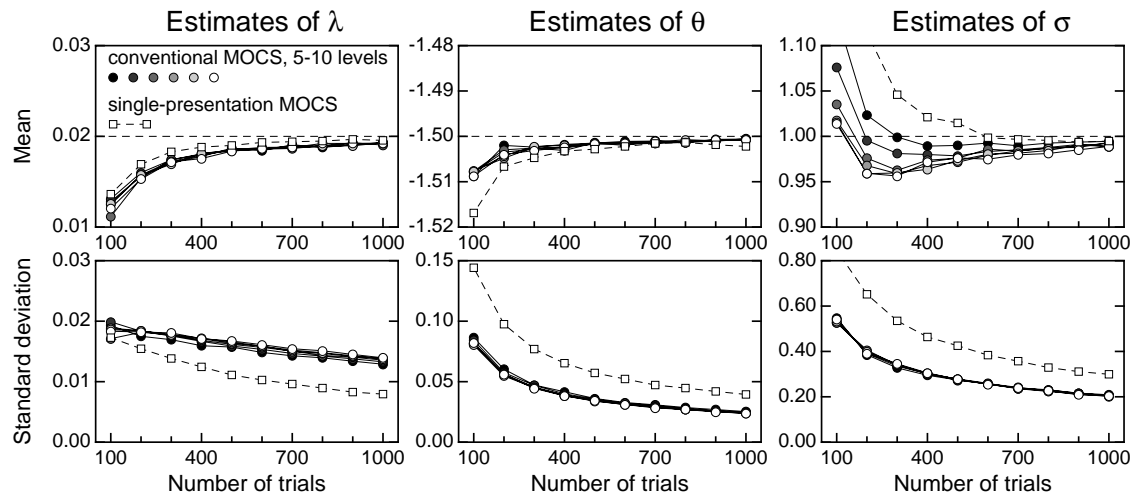 Estimates of λ
Estimates of θ
Estimates of σ
Mean
0.03
0.02
0.01
conventional MOCS, 5-10 levels
single-presentation MOCS
100 400 700 1000
-1.48
-1.49
-1.50
-1.51
-1.52
100 400 700 1000
1.10
1.05
1.00
0.95
0.90
100 400 700 1000
Standard deviation
0.03
0.02
0.01
0.00
100 400 700 1000
Number of trials
0.15
0.10
0.05
0.00
100 400 700 1000
Number of trials
0.80
0.60
0.40
0.20
0.00
100 400 700 1000
Number of trials